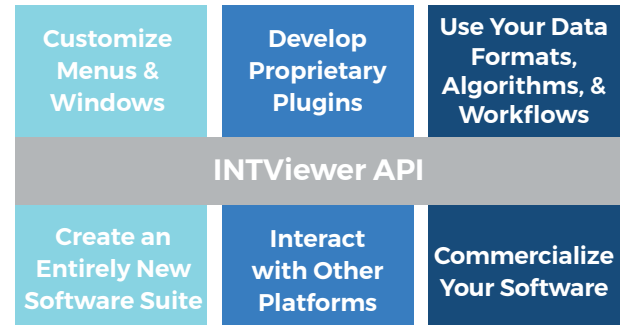 Customize
Menus &
Windows
Develop
Proprietary
Plugins
Use Your Data
Formats,
Algorithms, &
Workflows
INTViewer API
Create an
Entirely New
Software Suite
Interact
with Other
Platforms
Commercialize
Your Software